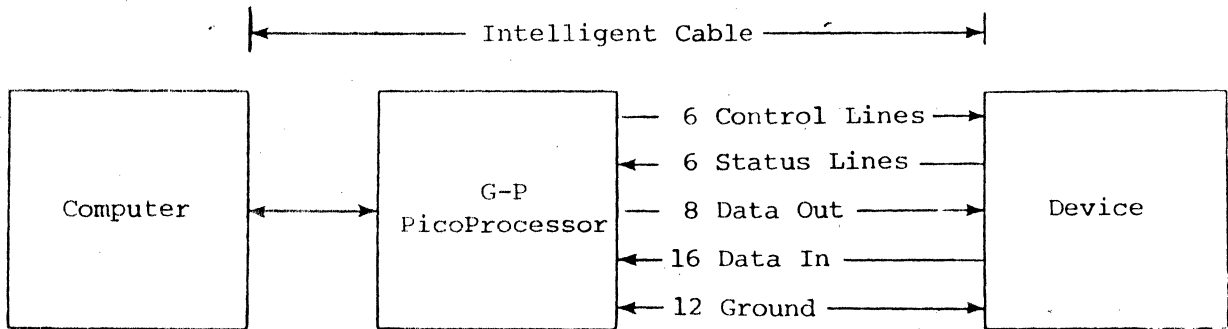 Intelligent Cable
6 Control Lines
6 Status Lines
Computer
G-P
PicoProcessor
8 Data Out
Device
16 Data In
12 Ground